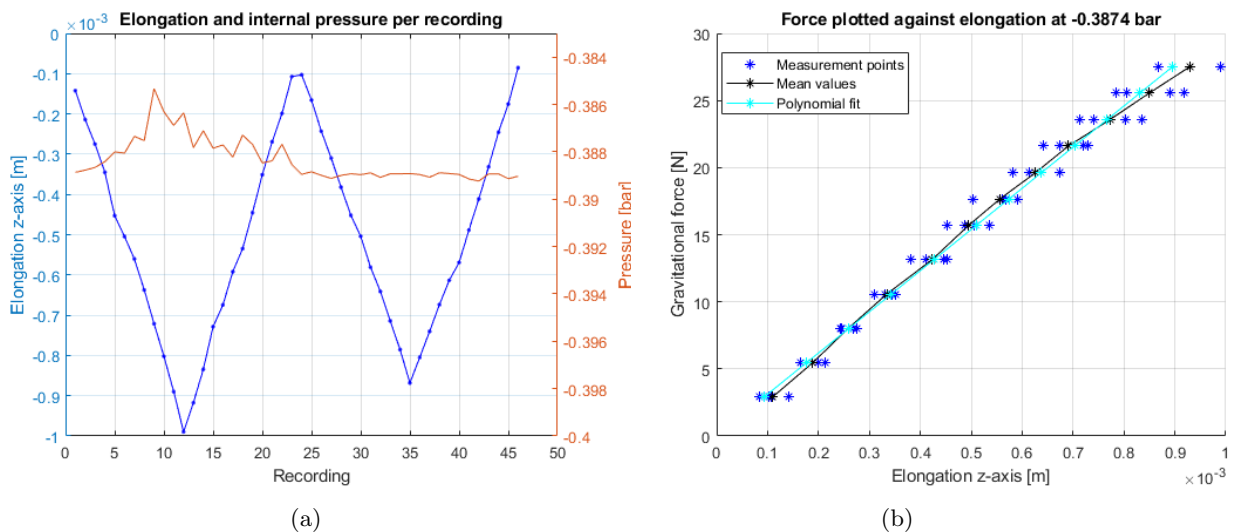 Elongation and internal pressure per recording
×10⁻³
0
-0.1
-0.2
-0.3
-0.4
-0.5
-0.6
-0.7
-0.8
-0.9
-1
Elongation z-axis [m]
0 5 10 15 20 25 30 35 40 45 50
Recording
-0.384
-0.386
-0.388
-0.39
-0.392
-0.394
-0.396
-0.398
-0.4
Pressure [bar]
(a)
Force plotted against elongation at -0.3874 bar
Measurement points
Mean values
Polynomial fit
30
25
20
15
10
5
0
Gravitational force [N]
0 0.1 0.2 0.3 0.4 0.5 0.6 0.7 0.8 0.9 1
Elongation z-axis [m]
×10⁻³
(b)